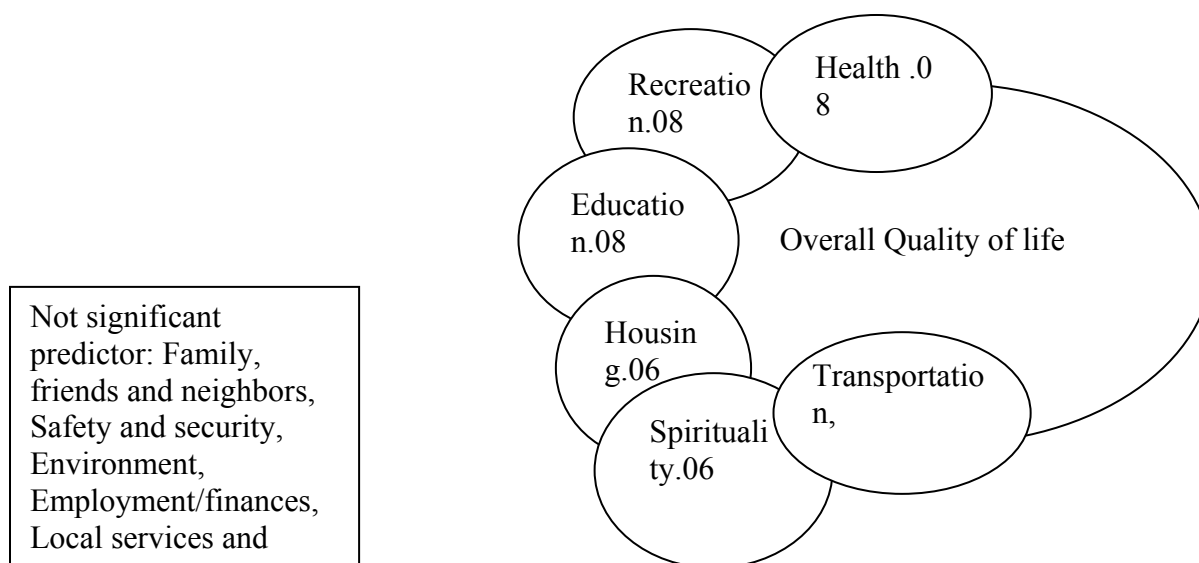 Recreatio
n.08
Health .0
8
Educatio
n.08
Overall Quality of life
Housin
g.06
Transportatio
n,
Spirituali
ty.06
Not significant
predictor: Family,
friends and neighbors,
Safety and security,
Environment,
Employment/finances,
Local services and